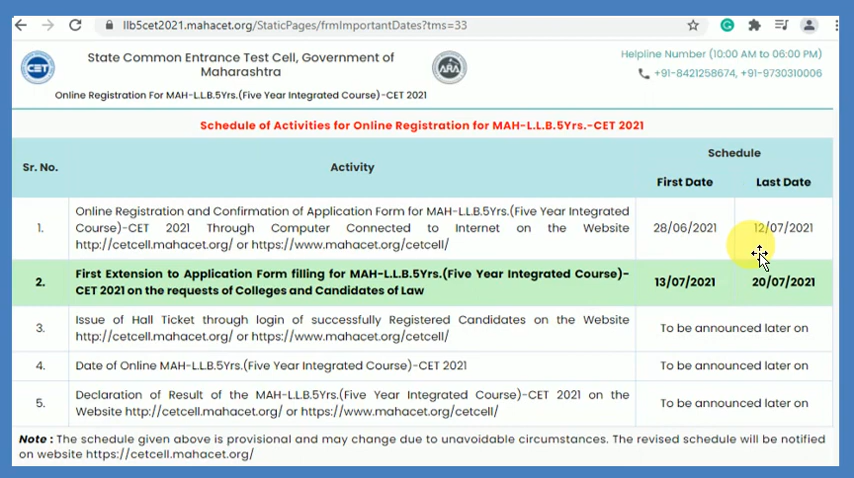 llb5cet2021.mahacet.org/StaticPages/frmImportantDates?tms=33
State Common Entrance Test Cell, Government of
Maharashtra
Online Registration For MAH-L.L.B.5Yrs.(Five Year Integrated Course)-CET 2021
CET
ARA
Helpline Number (10:00 AM to 06:00 PM)
+91-8421258674, +91-9730310006
Schedule of Activities for Online Registration for MAH-L.L.B.5Yrs.-CET 2021
Sr. No.
Activity
Schedule
First Date
Last Date
1.
Online Registration and Confirmation of Application Form for MAH-L.L.B.5Yrs.(Five Year Integrated
Course)-CET 2021 Through Computer Connected to Internet on the Website
http://cetcell.mahacet.org/ or https://www.mahacet.org/cetcell/
28/06/2021
12/07/2021
2.
First Extension to Application Form filling for MAH-L.L.B.5Yrs.(Five Year Integrated Course)-
CET 2021 on the requests of Colleges and Candidates of Law
13/07/2021
20/07/2021
3.
Issue of Hall Ticket through login of successfully Registered Candidates on the Website
http://cetcell.mahacet.org/ or https://www.mahacet.org/cetcell/
To be announced later on
4.
Date of Online MAH-L.L.B.5Yrs.(Five Year Integrated Course)-CET 2021
To be announced later on
5.
Declaration of Result of the MAH-L.L.B.5Yrs.(Five Year Integrated Course)-CET 2021 on the
Website http://cetcell.mahacet.org/ or https://www.mahacet.org/cetcell/
To be announced later on
Note : The schedule given above is provisional and may change due to unavoidable circumstances. The revised schedule will be notified
on website https://cetcell.mahacet.org/